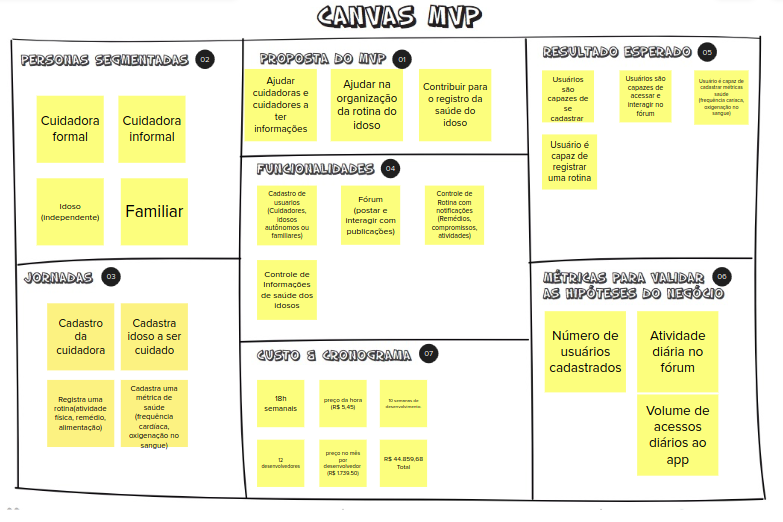 CANVAS MVP
PERSONAS SEGMENTADAS 02
Cuidadora
formal
Cuidadora
informal
Idoso
(independente)
Familiar
PROPOSTA DO MVP 01
Ajudar
cuidadoras e
cuidadores a
ter
informações
Ajudar na
organização
da rotina do
idoso
Contribuir para
o registro da
saúde do
idoso
RESULTADO ESPERADO 05
Usuários
são
capazes de
se
cadastrar
Usuários são
capazes de
acessar e
interagir no
fórum
Usuário é capaz de
cadastrar métricas
saúde
(frequência caríaca,
oxigenação no
sangue)
Usuário é
capaz de
registrar
uma rotina
FUNCIONALIDADES 04
Cadastro de
usuarios
(Cuidadores,
idosos
autônomos ou
familiares)
Fórum
(postar e
interagir com
publicações)
Controle de
Rotina com
notificações
(Remédios,
compromissos,
atividades)
Controle de
Informações
de saúde dos
idosos
JORNADAS 03
Cadastro
da
cuidadora
Cadastra
idoso a ser
cuidado
Registra uma
rotina(atividade
física, remédio,
alimentação)
Cadastra uma
métrica de
saúde
(frequência
cardíaca,
oxigenação no
sangue)
CUSTO & CRONOGRAMA 07
18h
semanais
preço da hora
(R$ 5,45)
10 semanas de
desenvolvimento
12
desenvolvedores
preço no mês
por
desenvolvedor
(R$ 1.739.50)
R$ 44.859,68
Total
MÉTRICAS PARA VALIDAR
AS HIPÓTESES DO NEGÓCIO 06
Número de
usuários
cadastrados
Atividade
diária no
fórum
Volume de
acessos
diários ao
app